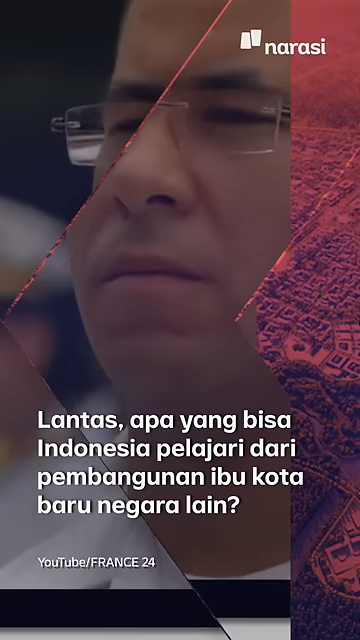 narasi
Lantas, apa yang bisa
Indonesia pelajari dari
pembangunan ibu kota
baru negara lain?
YouTube/FRANCE 24